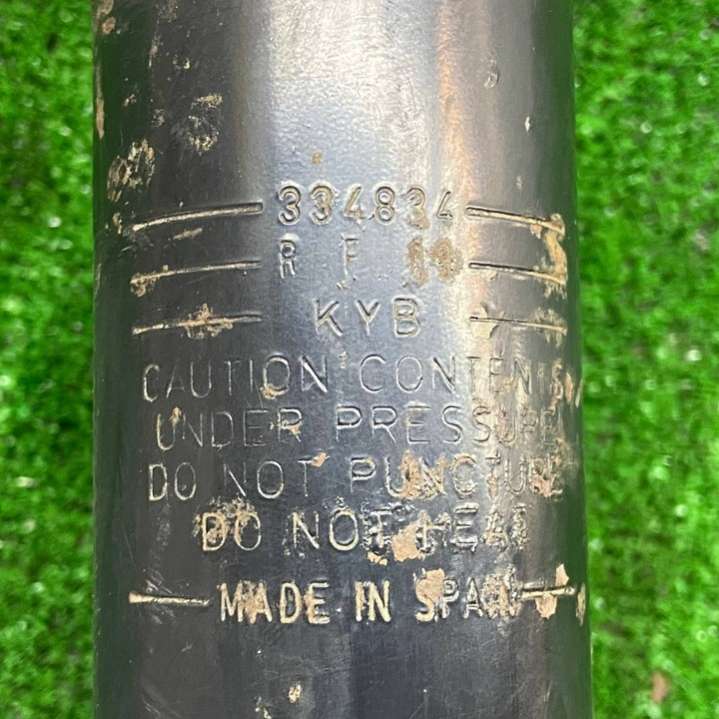 334834
R F
KYB
CAUTION CONTENTS
UNDER PRESSURE
DO NOT PUNCTURE
DO NOT HEAT
MADE IN SPAIN